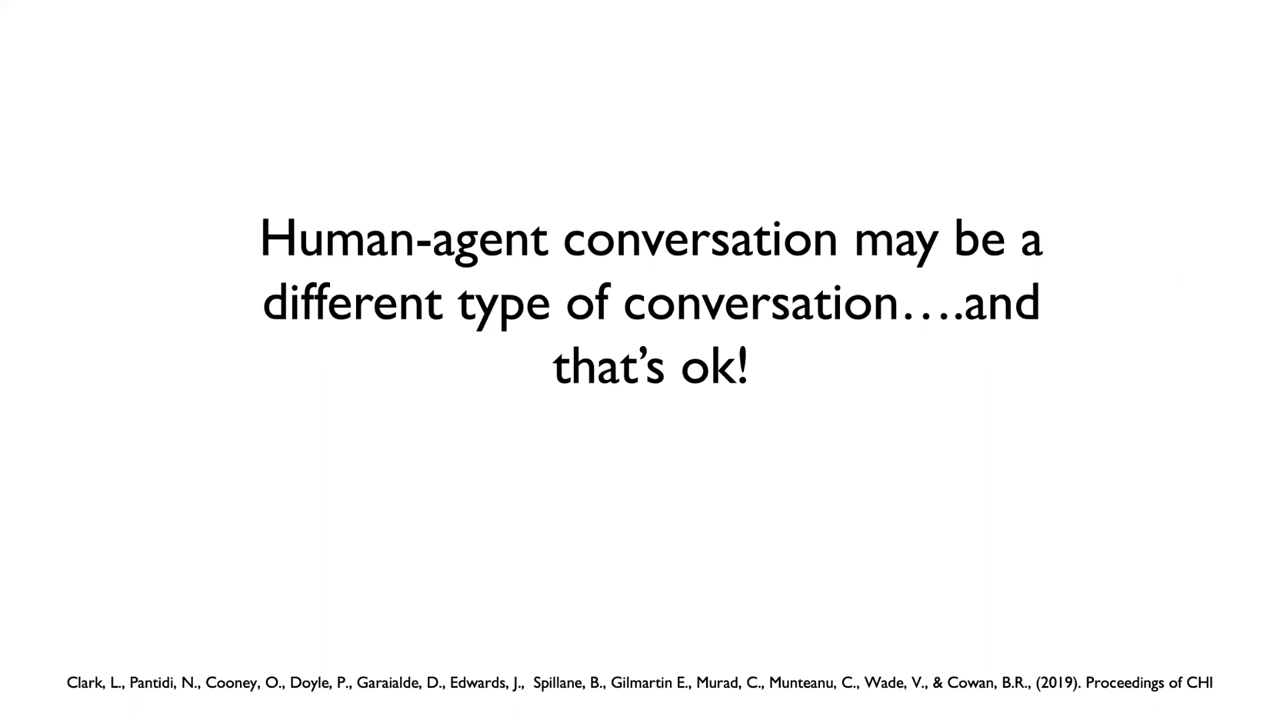 Human-agent conversation may be a
different type of conversation….and
that’s ok!
Clark, L., Pantidi, N., Cooney, O., Doyle, P., Garaialde, D., Edwards, J.,  Spillane, B., Gilmartin E., Murad, C., Munteanu, C., Wade, V., & Cowan, B.R., (2019). Proceedings of CHI